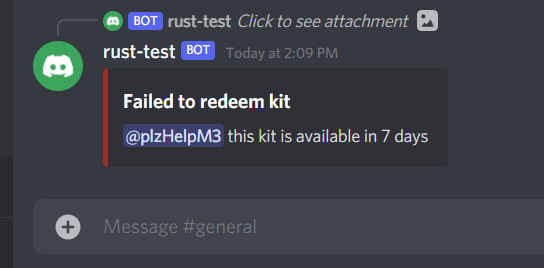 BOT rust-test Click to see attachment
rust-test BOT Today at 2:09 PM
Failed to redeem kit
@plzHelpM3 this kit is available in 7 days
Message #general